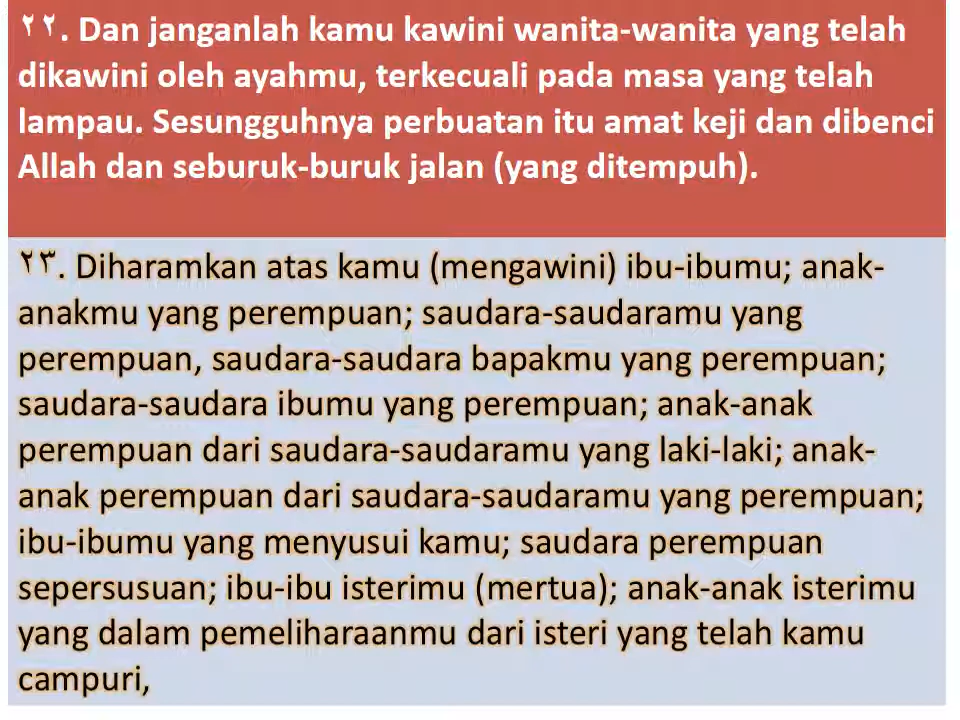 ٢٢. Dan janganlah kamu kawini wanita-wanita yang telah
dikawini oleh ayahmu, terkecuali pada masa yang telah
lampau. Sesungguhnya perbuatan itu amat keji dan dibenci
Allah dan seburuk-buruk jalan (yang ditempuh).
٢٣. Diharamkan atas kamu (mengawini) ibu-ibumu; anak-
anakmu yang perempuan; saudara-saudaramu yang
perempuan, saudara-saudara bapakmu yang perempuan;
saudara-saudara ibumu yang perempuan; anak-anak
perempuan dari saudara-saudaramu yang laki-laki; anak-
anak perempuan dari saudara-saudaramu yang perempuan;
ibu-ibumu yang menyusui kamu; saudara perempuan
sepersusuan; ibu-ibu isterimu (mertua); anak-anak isterimu
yang dalam pemeliharaanmu dari isteri yang telah kamu
campuri,